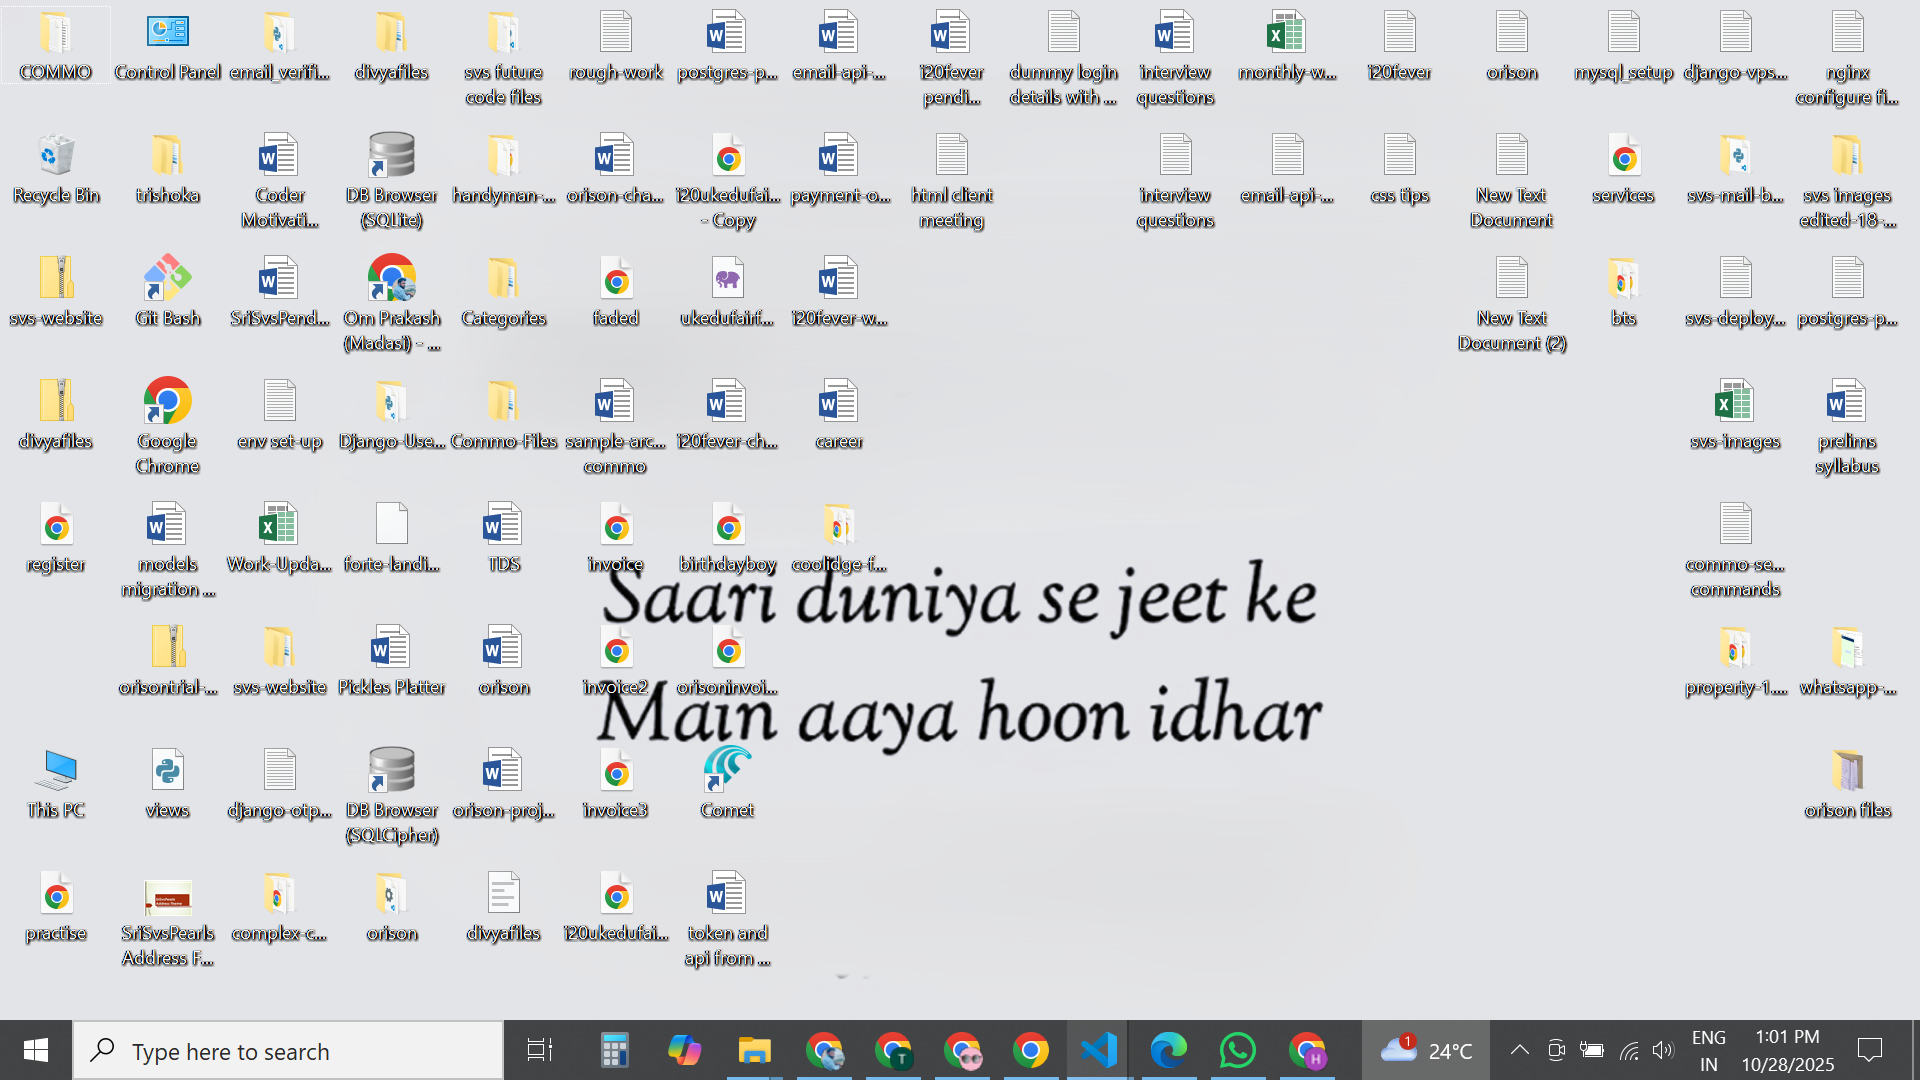 COMMO
Control Panel
email_verifi...
divyafiles
svs future
code files
rough-work
postgres-p...
email-api-...
i20fever
pendi...
dummy login
details with ...
interview
questions
monthly-w...
i20fever
orison
mysql_setup
django-vps...
nginx
configure fi...
Recycle Bin
trishoka
Coder
Motivati...
DB Browser
(SQLite)
handyman-...
orison-cha...
i20ukedufai...
- Copy
payment-o...
html client
meeting
interview
questions
email-api-...
css tips
New Text
Document
services
svs-mail-b...
svs images
edited-18-...
svs-website
Git Bash
SriSvsPend...
Om Prakash
(Madasi) - ...
Categories
faded
ukedufairf...
i20fever-w...
New Text
Document (2)
bts
svs-deploy...
postgres-p...
divyafiles
Google
Chrome
env set-up
Django-Use...
Commo-Files
sample-arc...
commo
i20fever-ch...
career
svs-images
prelims
syllabus
register
models
migration ...
Work-Upda...
forte-landi...
TDS
invoice
birthdayboy
coolidge-f...
commo-se...
commands
Saari duniya se jeet ke
orisontrial-...
svs-website
Pickles Platter
orison
invoice2
orisoninvoi...
property-1....
whatsapp-...
Main aaya hoon idhar
This PC
views
django-otp...
DB Browser
(SQLCipher)
orison-proj...
invoice3
Comet
orison files
practise
SriSvsPearls
Address F...
complex-c...
orison
divyafiles
i20ukedufai...
token and
api from ...
Type here to search
T
H
1
24°C
ENG
IN
1:01 PM
10/28/2025